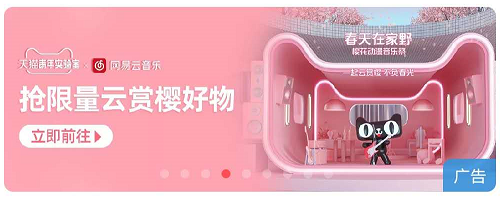 天猫青年实验室 × 网易云音乐
抢限量云赏樱好物
立即前往
春天在家野
樱花动漫音乐祭
一起云赏樱 不负春光
广告